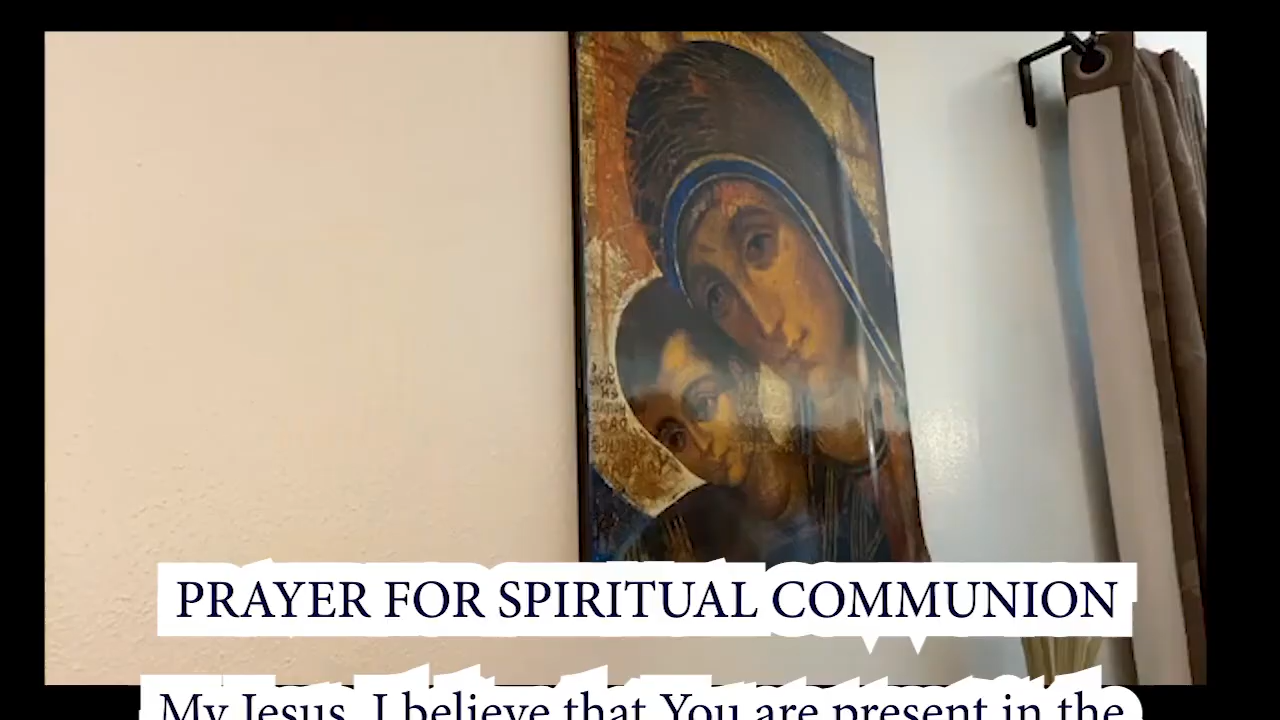 PRAYER FOR SPIRITUAL COMMUNION
My Jesus, I believe that You are present in the